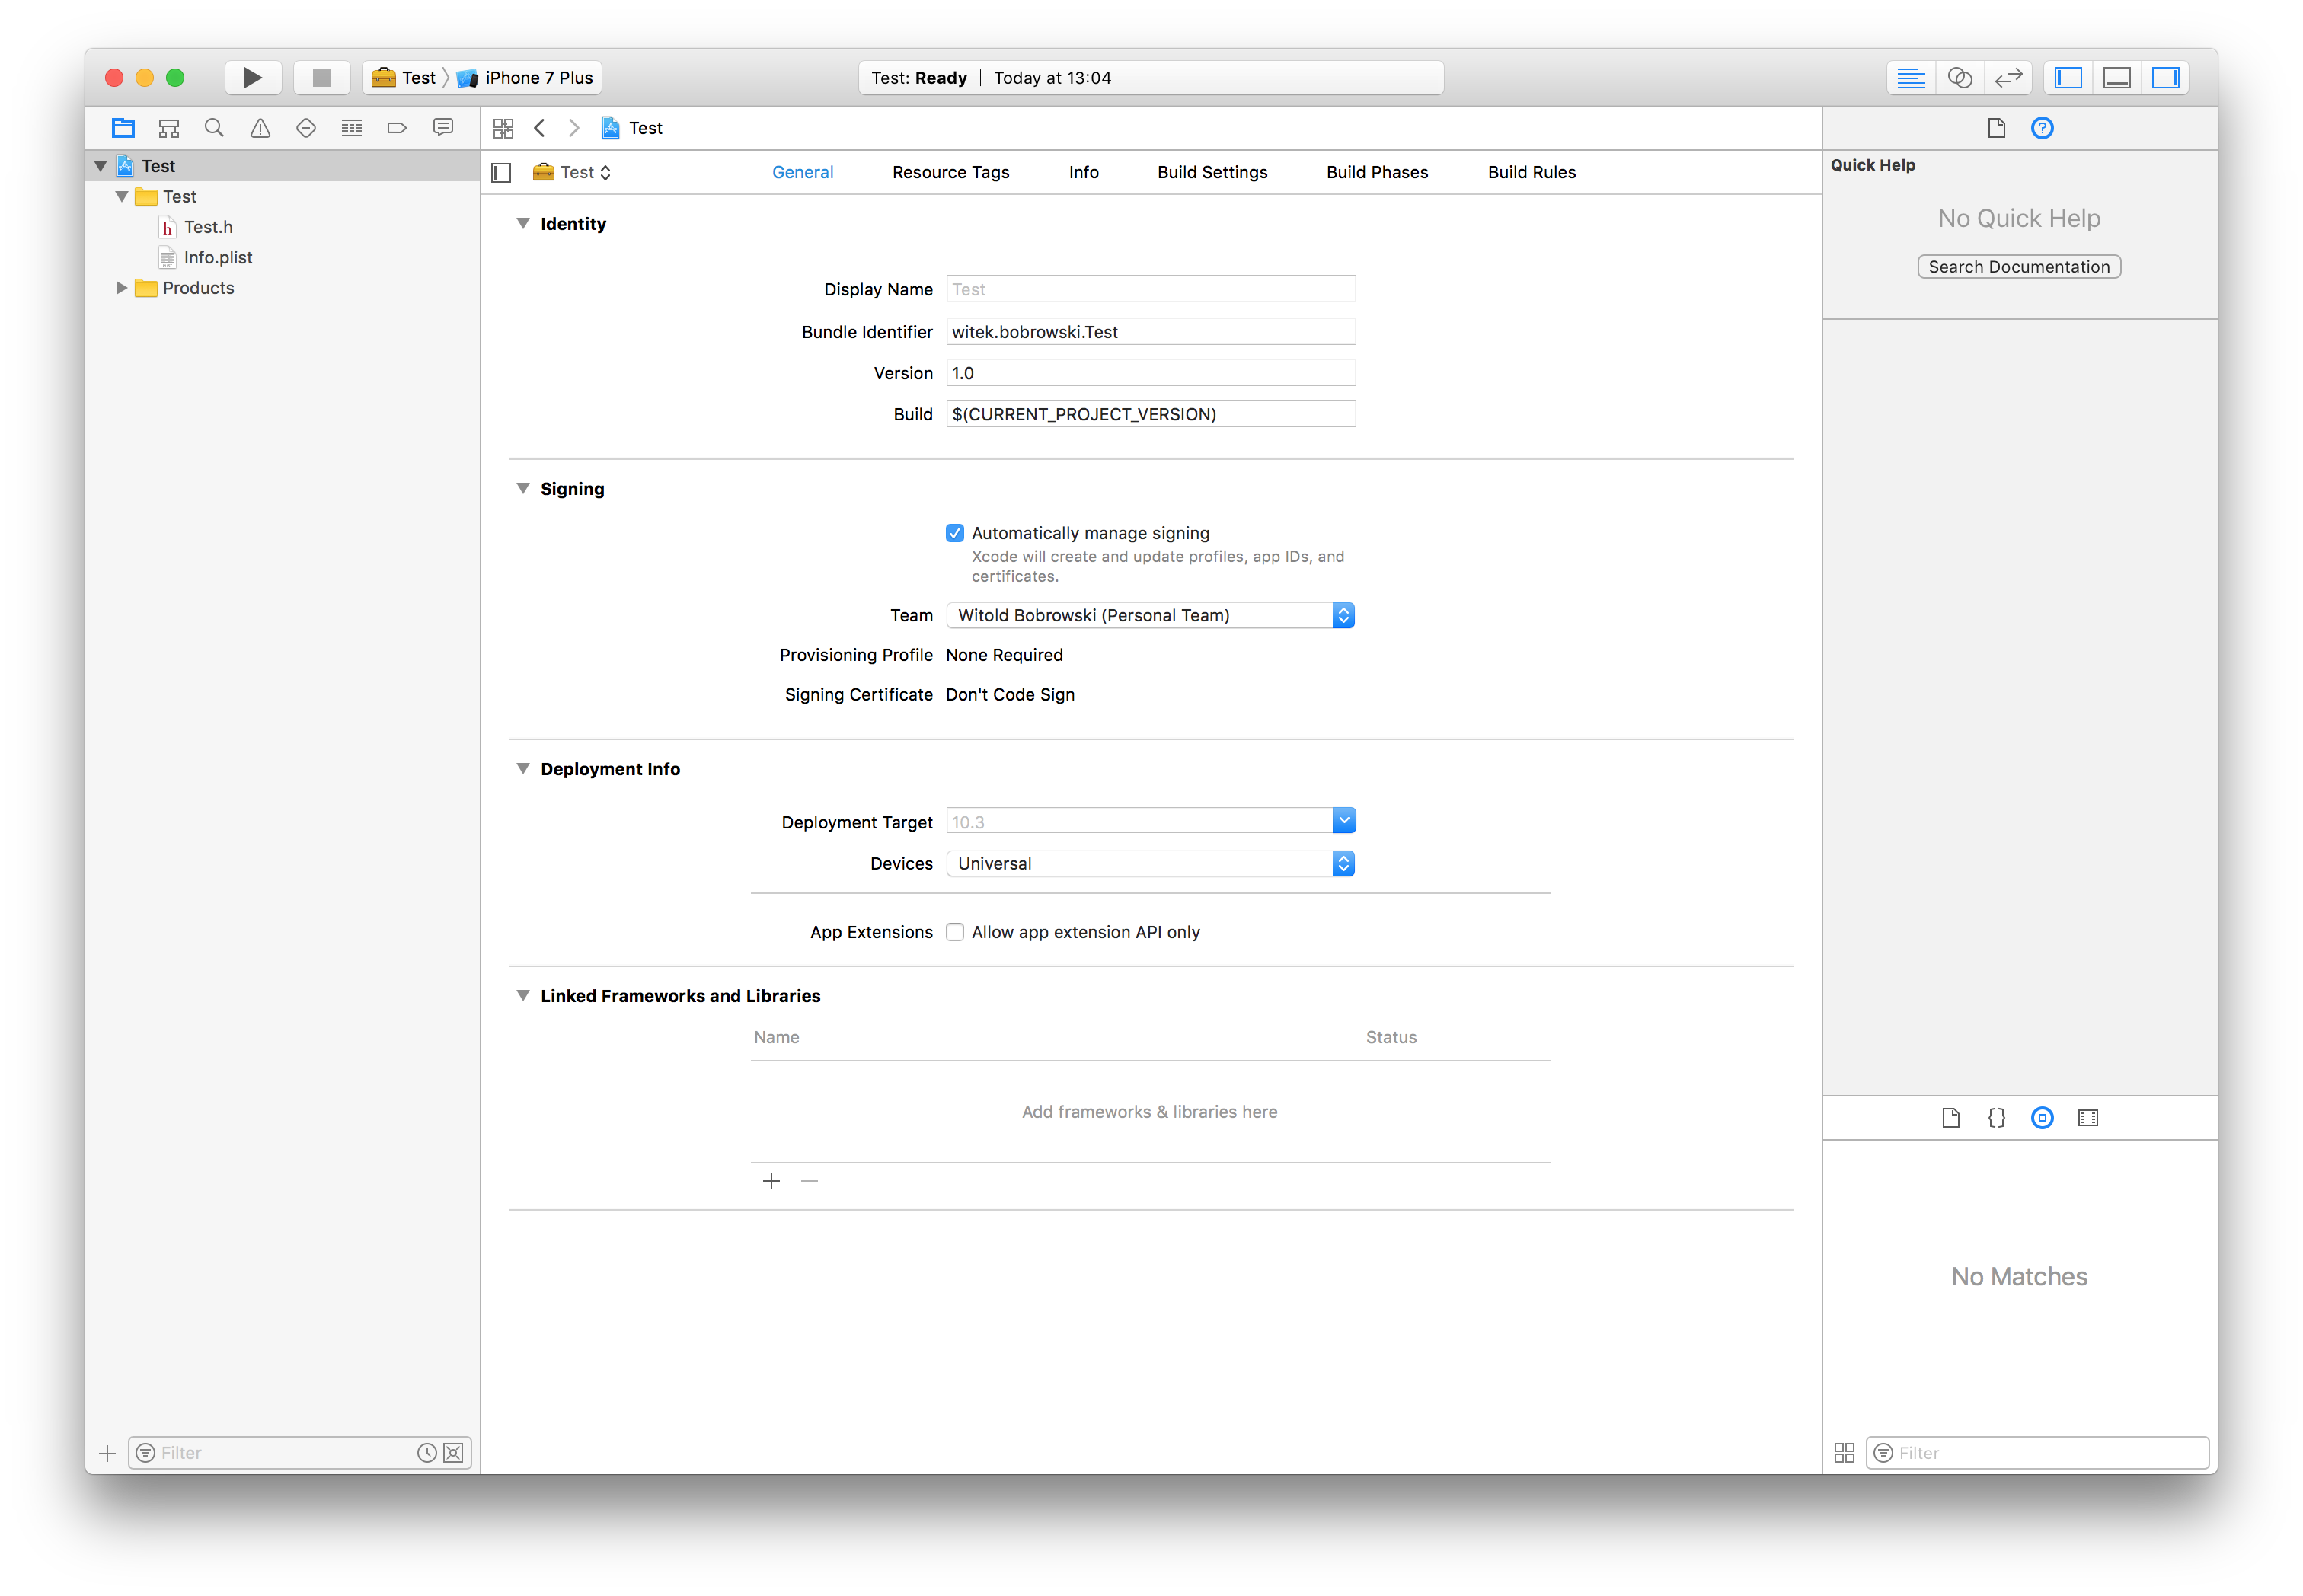 Test iPhone 7 Plus
Test: Ready Today at 13:04
Test
Test
Test
Test.h
Info.plist
Products
Filter
Test
General Resource Tags Info Build Settings Build Phases Build Rules
Identity
Display Name Test
Bundle Identifier witek.bobrowski.Test
Version 1.0
Build $(CURRENT_PROJECT_VERSION)
Signing
Automatically manage signing
Xcode will create and update profiles, app IDs, and
certificates.
Team Witold Bobrowski (Personal Team)
Provisioning Profile None Required
Signing Certificate Don't Code Sign
Deployment Info
Deployment Target 10.3
Devices Universal
App Extensions Allow app extension API only
Linked Frameworks and Libraries
Name Status
Add frameworks & libraries here
Quick Help
No Quick Help
Search Documentation
{}
No Matches
Filter